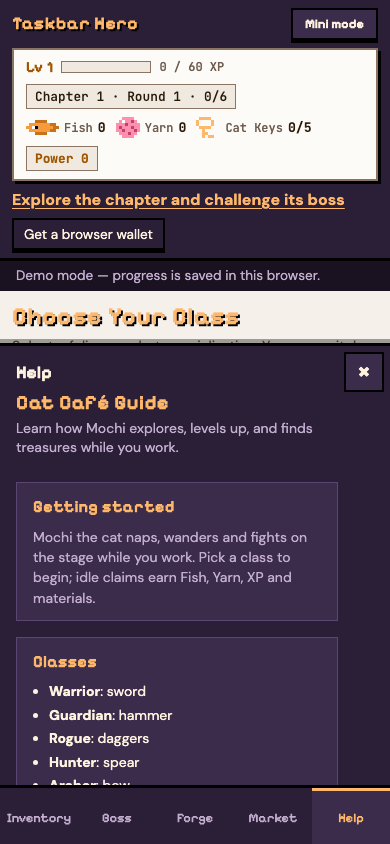 Taskbar Hero
Mini mode
Lv 1 0 / 60 XP
Chapter 1 · Round 1 · 0/6
Fish 0 Yarn 0 Cat Keys 0/5
Power 0
Explore the chapter and challenge its boss
Get a browser wallet
Demo mode — progress is saved in this browser.
Choose Your Class
Help
✖
Cat Café Guide
Learn how Mochi explores, levels up, and finds
treasures while you work.
Getting started
Mochi the cat naps, wanders and fights on
the stage while you work. Pick a class to
begin; idle claims earn Fish, Yarn, XP and
materials.
Classes
• Warrior: sword
• Guardian: hammer
• Rogue: daggers
• Hunter: spear
• Archer: bow
Inventory Boss Forge Market Help